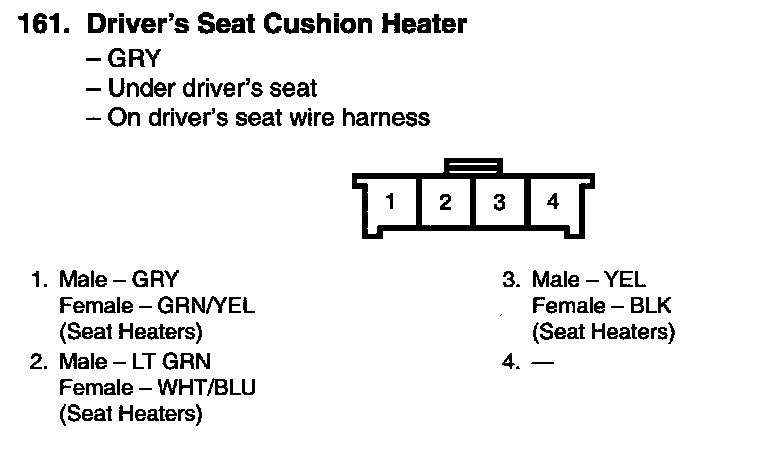 161. Driver's Seat Cushion Heater
– GRY
– Under driver's seat
– On driver's seat wire harness
1 2 3 4
1. Male – GRY
Female – GRN/YEL
(Seat Heaters)
2. Male – LT GRN
Female – WHT/BLU
(Seat Heaters)
3. Male – YEL
Female – BLK
(Seat Heaters)
4. —